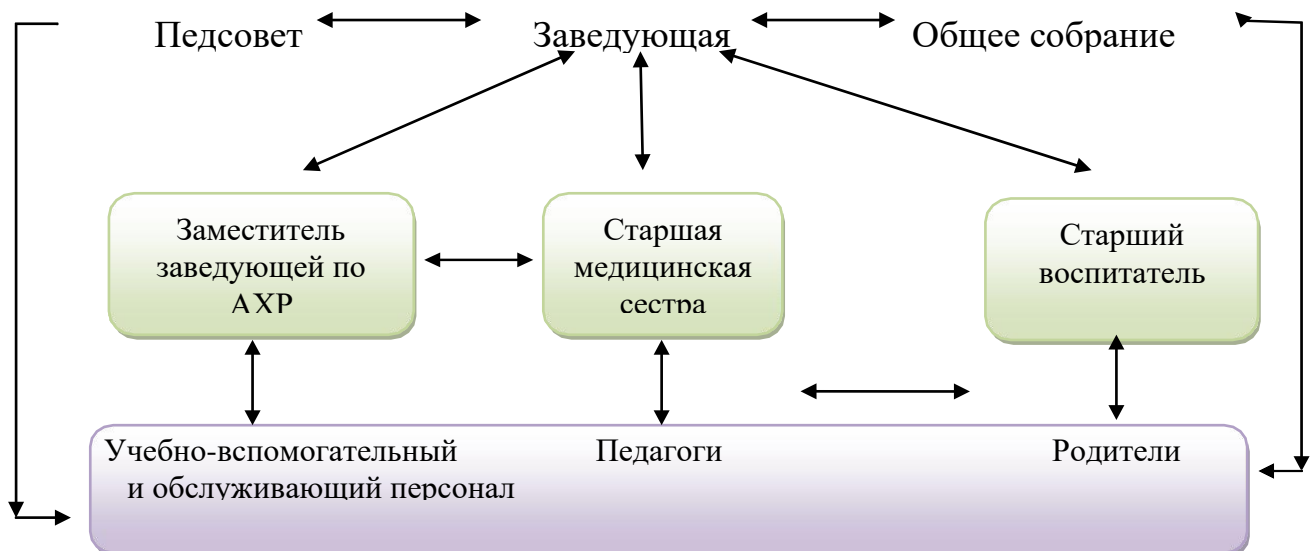 Педсовет
Заведующая
Общее собрание
Заместитель
заведующей по
АХР
Старшая
медицинская
сестра
Старший
воспитатель
Учебно-вспомогательный
и обслуживающий персонал
Педагоги
Родители